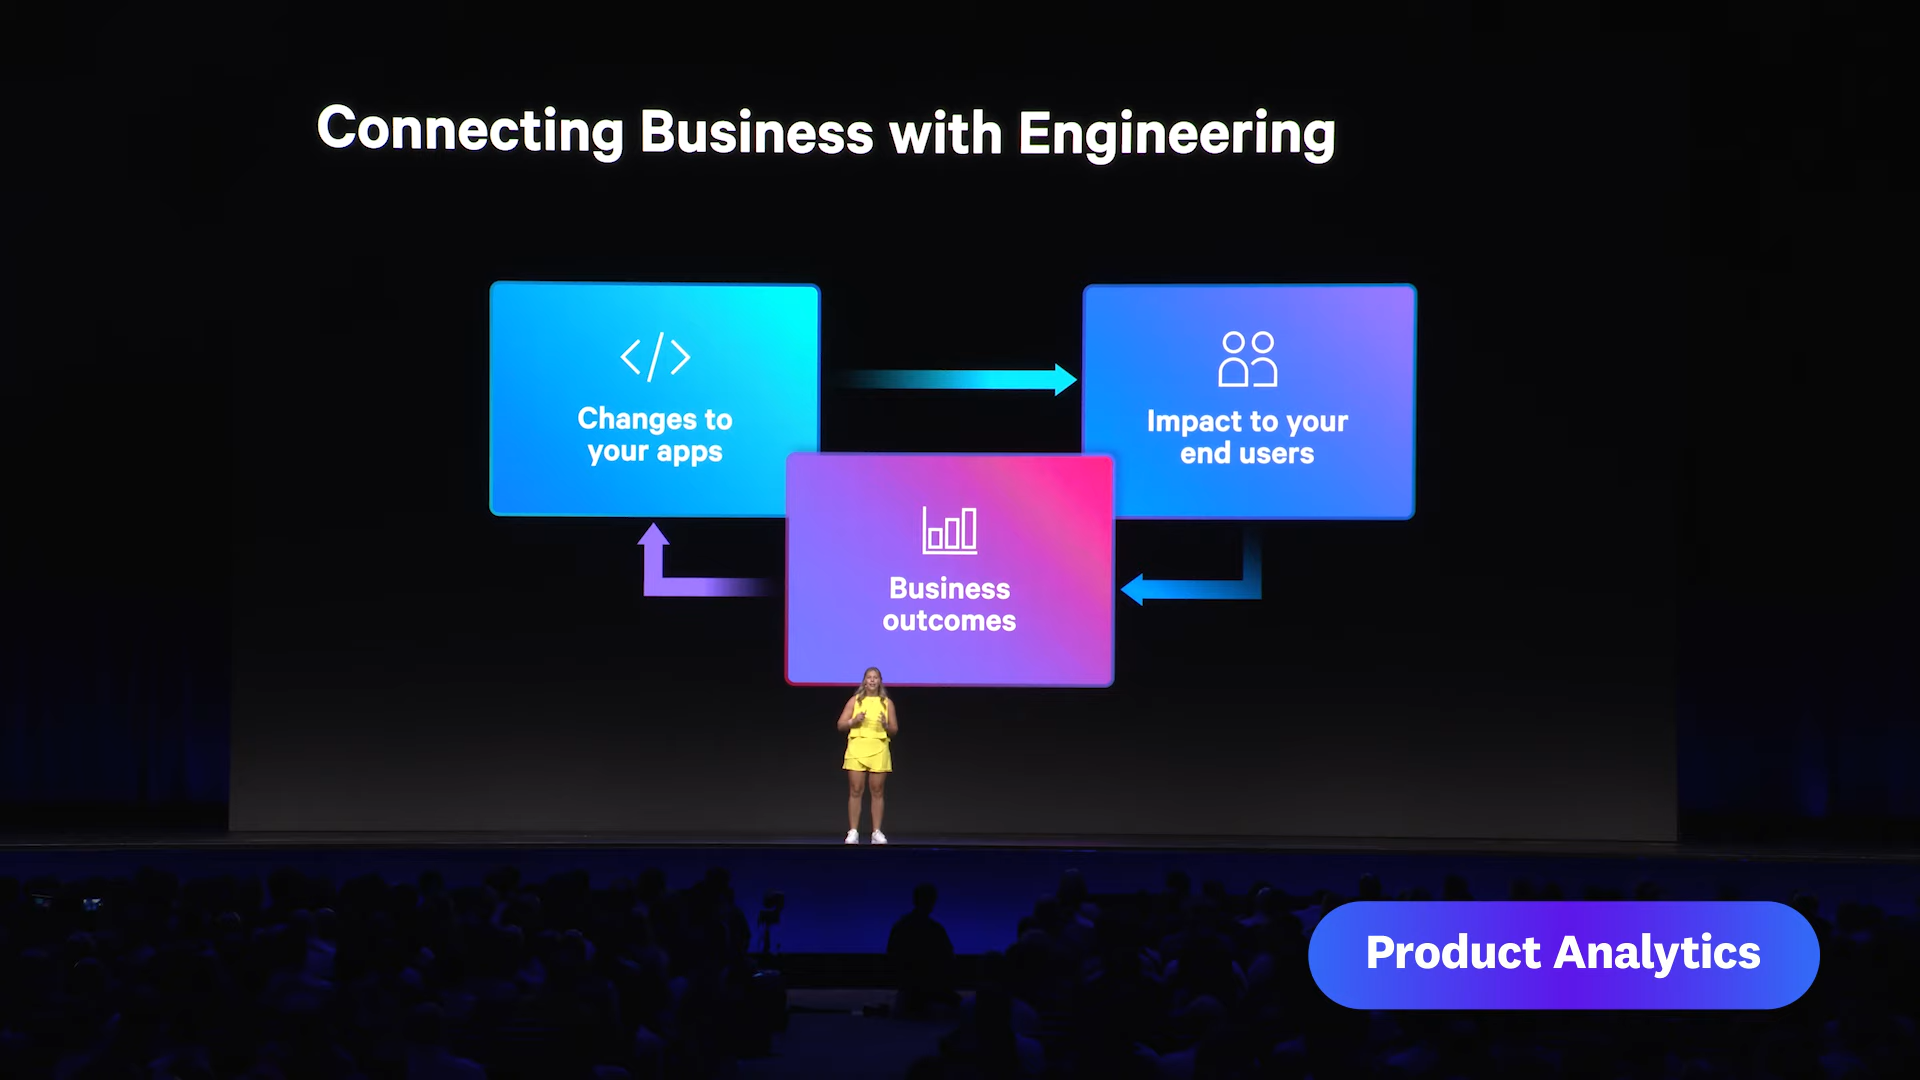 Connecting Business with Engineering
Changes to
your apps
Impact to your
end users
Business
outcomes
Product Analytics